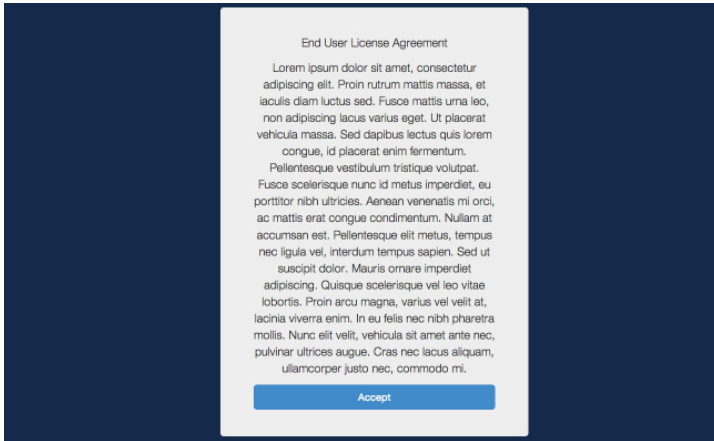 End User License Agreement
Lorem ipsum dolor sit amet, consectetur
adipiscing elit. Proin rutrum mattis massa, et
iaculis diam luctus sed. Fusce mattis urna leo,
non adipiscing lacus varius eget. Ut placerat
vehicula massa. Sed dapibus lectus quis lorem
congue, id placerat enim fermentum.
Pellentesque vestibulum tristique volutpat.
Fusce scelerisque nunc id metus imperdiet, eu
porttitor nibh ultricies. Aenean venenatis mi orci,
ac mattis erat congue condimentum. Nullam at
accumsan est. Pellentesque elit metus, tempus
nec ligula vel, interdum tempus sapien. Sed ut
suscipit dolor. Mauris ornare imperdiet
adipiscing. Quisque scelerisque vel leo vitae
lobortis. Proin arcu magna, varius vel velit at,
lacinia viverra enim. In eu felis nec nibh pharetra
mollis. Nunc elit velit, vehicula sit amet ante nec,
pulvinar ultrices augue. Cras nec lacus aliquam,
ullamcorper justo nec, commodo mi.
Accept